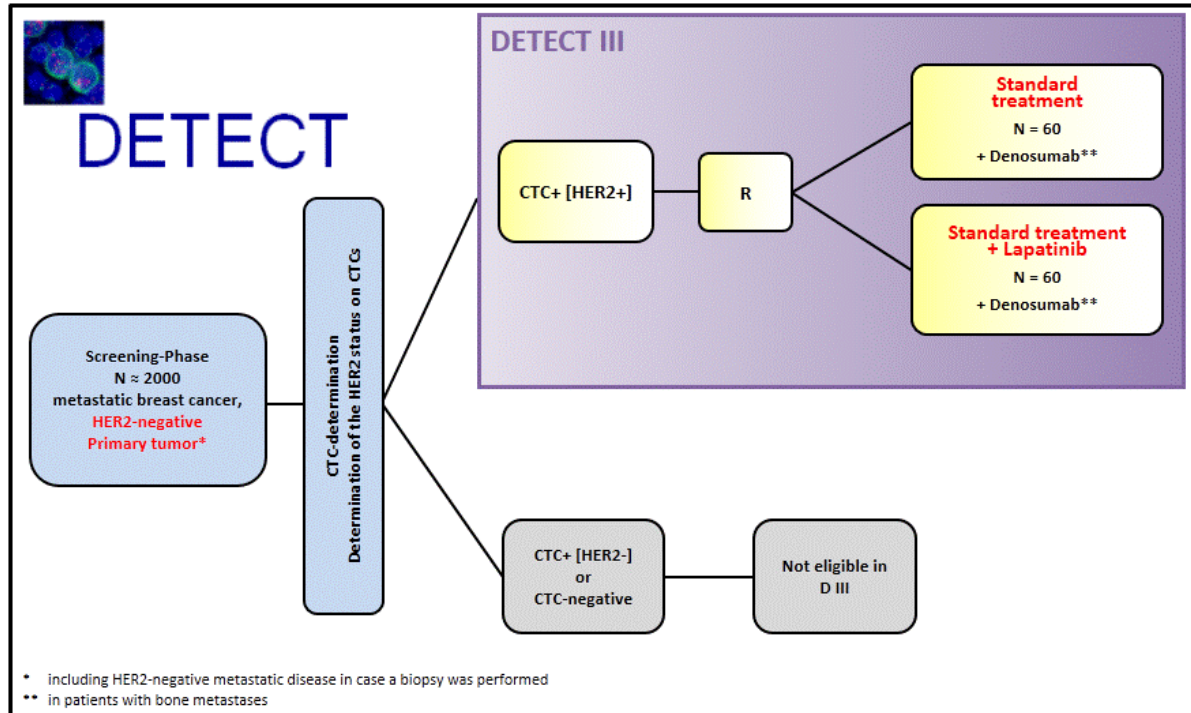 DETECT
DETECT III
Screening-Phase
N ≈ 2000
metastatic breast cancer,
HER2-negative
Primary tumor*
CTC-determination
Determination of the HER2 status on CTCs
CTC+ [HER2+]
R
Standard
treatment
N = 60
+ Denosumab**
Standard treatment
+ Lapatinib
N = 60
+ Denosumab**
CTC+ [HER2-]
or
CTC-negative
Not eligible in
D III
* including HER2-negative metastatic disease in case a biopsy was performed
** in patients with bone metastases